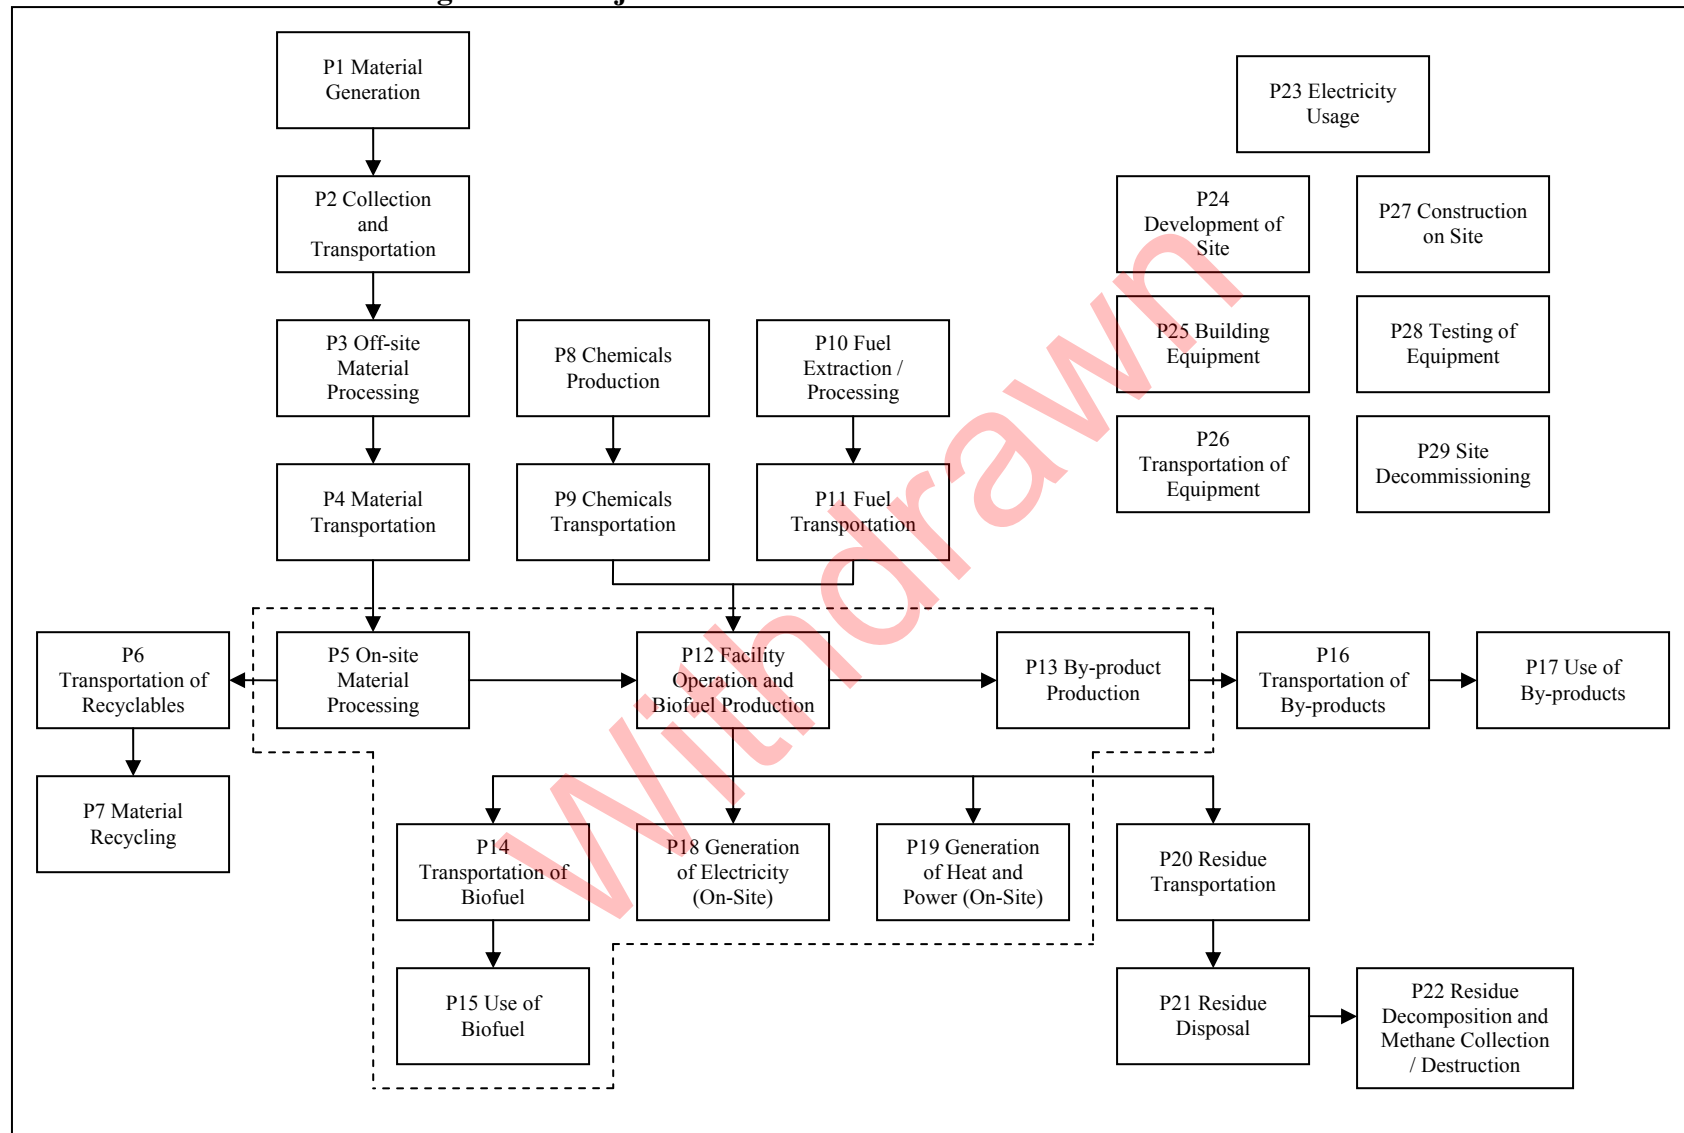 P1 Material
Generation
P23 Electricity
Usage
P2 Collection
and
Transportation
P24
Development of
Site
P27 Construction
on Site
P3 Off-site
Material
Processing
P8 Chemicals
Production
P10 Fuel
Extraction /
Processing
P25 Building
Equipment
P28 Testing of
Equipment
P4 Material
Transportation
P9 Chemicals
Transportation
P11 Fuel
Transportation
P26
Transportation of
Equipment
P29 Site
Decommissioning
P6
Transportation of
Recyclables
P5 On-site
Material
Processing
P12 Facility
Operation and
Biofuel Production
P13 By-product
Production
P16
Transportation of
By-products
P17 Use of
By-products
P7 Material
Recycling
P14
Transportation of
Biofuel
P18 Generation
of Electricity
(On-Site)
P19 Generation
of Heat and
Power (On-Site)
P20 Residue
Transportation
P15 Use of
Biofuel
P21 Residue
Disposal
P22 Residue
Decomposition and
Methane Collection
/ Destruction
Withdrawn